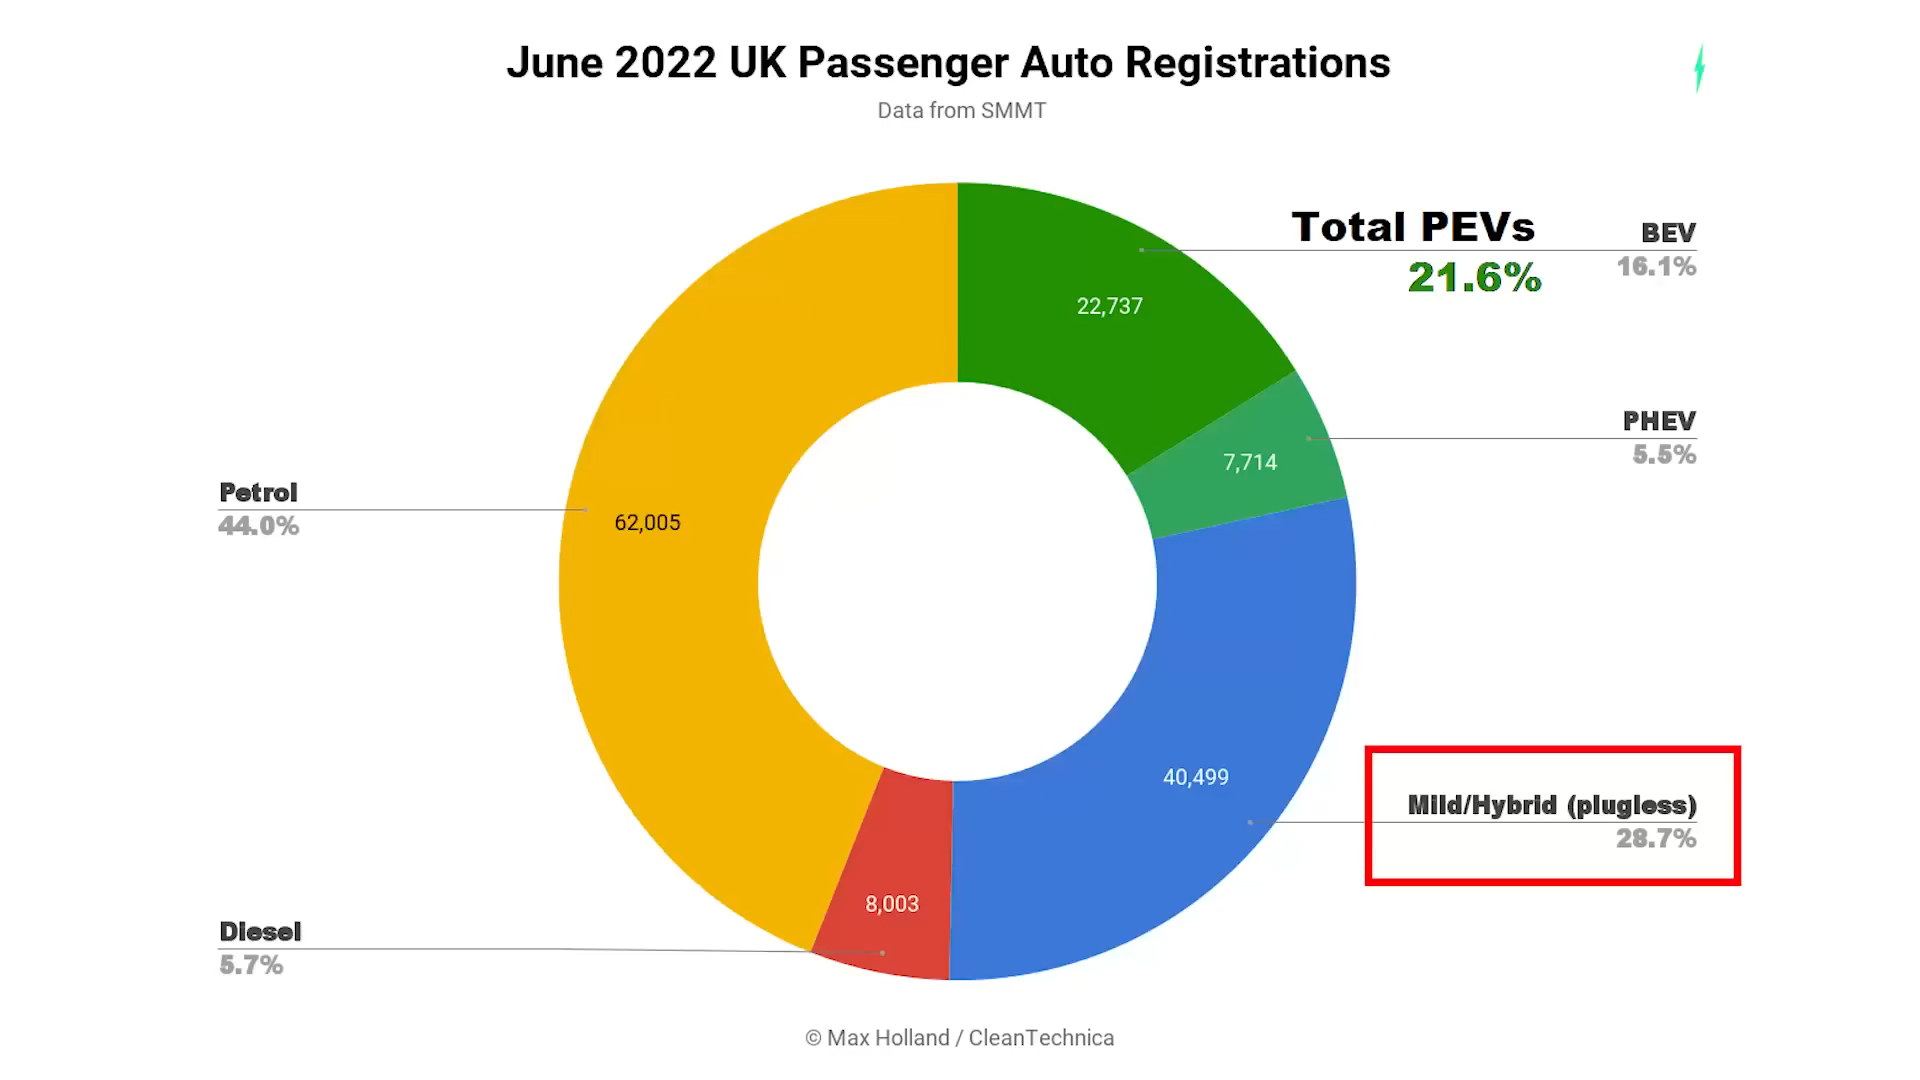 June 2022 UK Passenger Auto Registrations
Data from SMMT
Total PEVs
21.6%
BEV
16.1%
22,737
PHEV
5.5%
7,714
Petrol
44.0%
62,005
40,499
Mild/Hybrid (plugless)
28.7%
8,003
Diesel
5.7%
© Max Holland / CleanTechnica